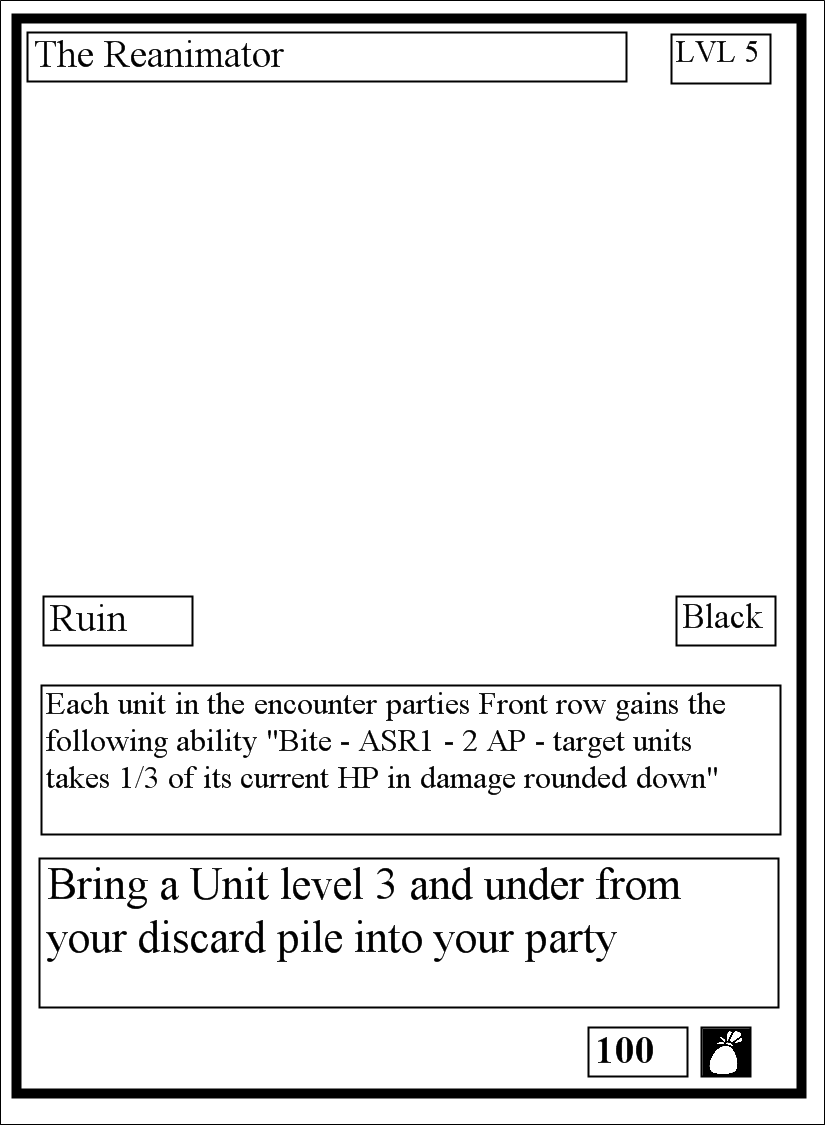 The Reanimator
LVL 5
Ruin
Black
Each unit in the encounter parties Front row gains the
following ability "Bite - ASR1 - 2 AP - target units
takes 1/3 of its current HP in damage rounded down"
Bring a Unit level 3 and under from
your discard pile into your party
100